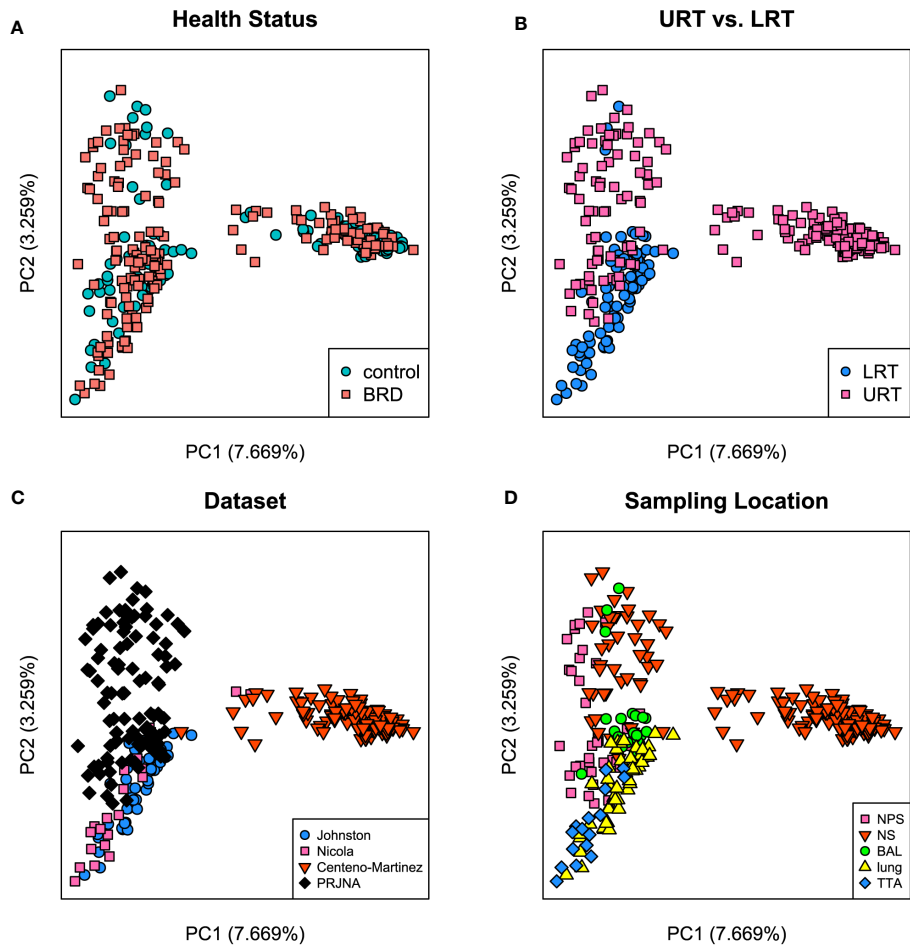 A
Health Status
PC2 (3.259%)
control
BRD
PC1 (7.669%)
B
URT vs. LRT
PC2 (3.259%)
LRT
URT
PC1 (7.669%)
C
Dataset
PC2 (3.259%)
Johnston
Nicola
Centeno-Martinez
PRJNA
PC1 (7.669%)
D
Sampling Location
PC2 (3.259%)
NPS
NS
BAL
lung
TTA
PC1 (7.669%)